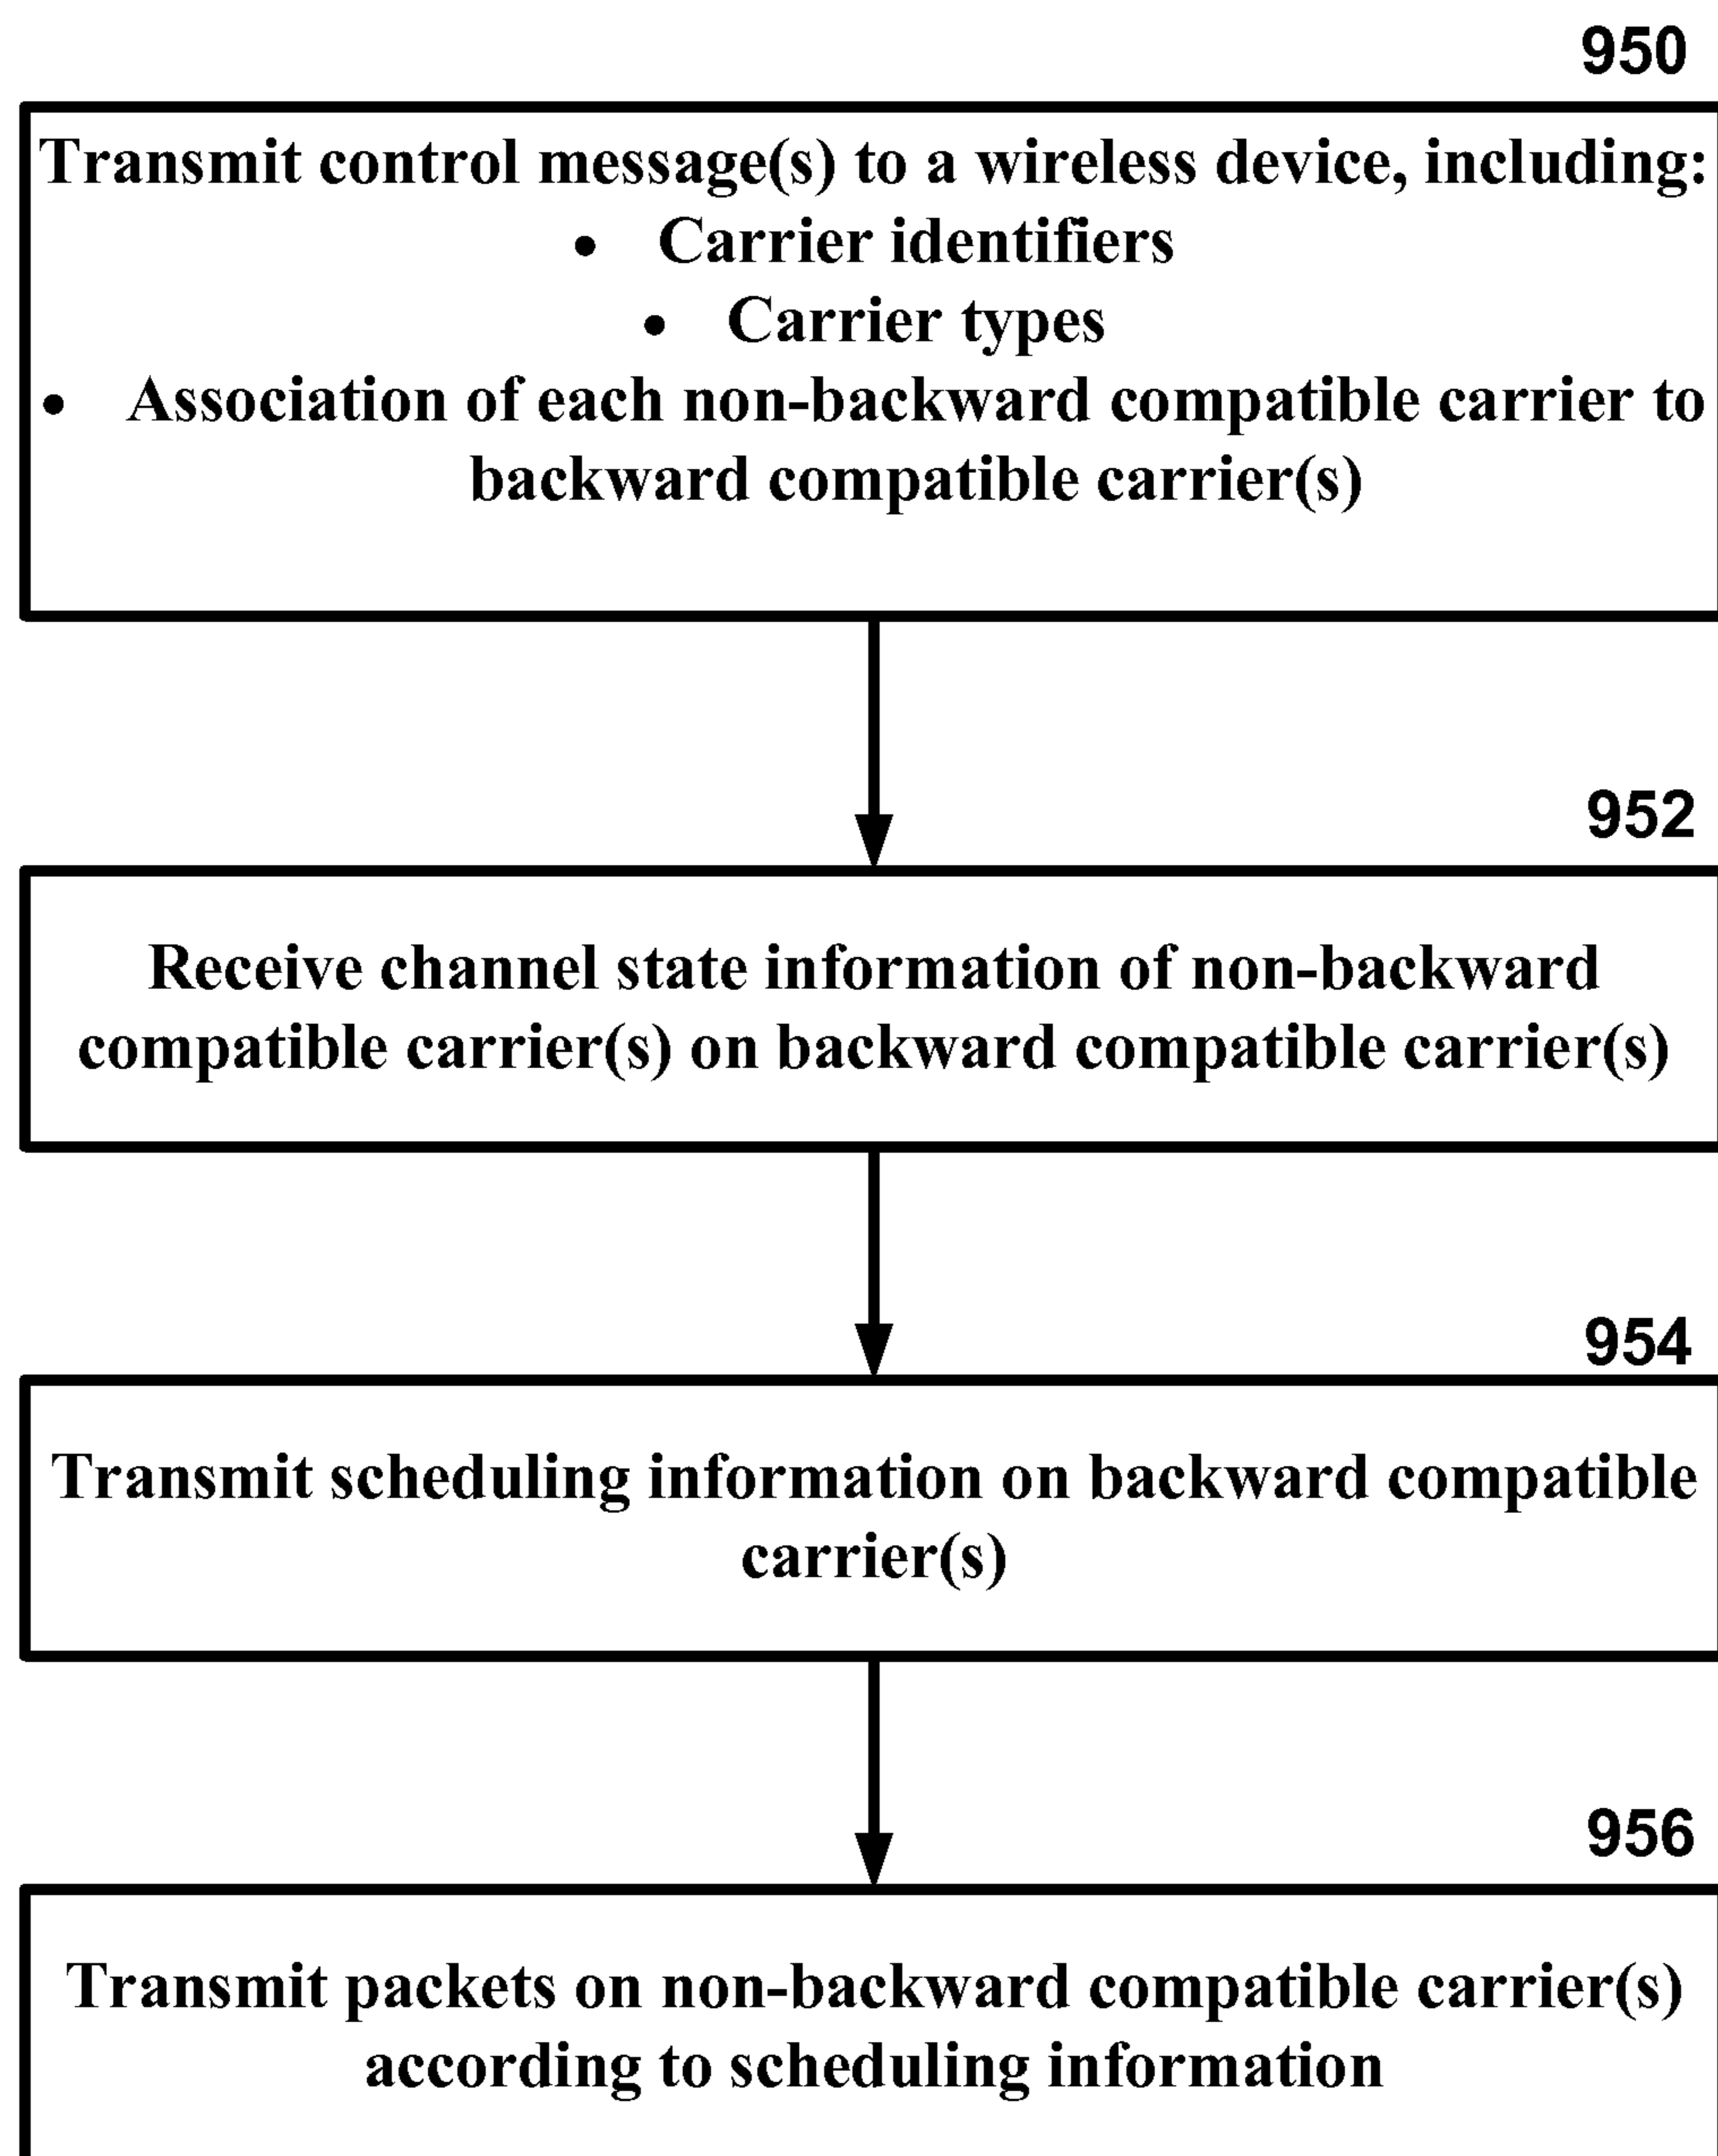 950
Transmit control message(s) to a wireless device, including:
• Carrier identifiers
• Carrier types
• Association of each non-backward compatible carrier to
backward compatible carrier(s)
952
Receive channel state information of non-backward
compatible carrier(s) on backward compatible carrier(s)
954
Transmit scheduling information on backward compatible
carrier(s)
956
Transmit packets on non-backward compatible carrier(s)
according to scheduling information